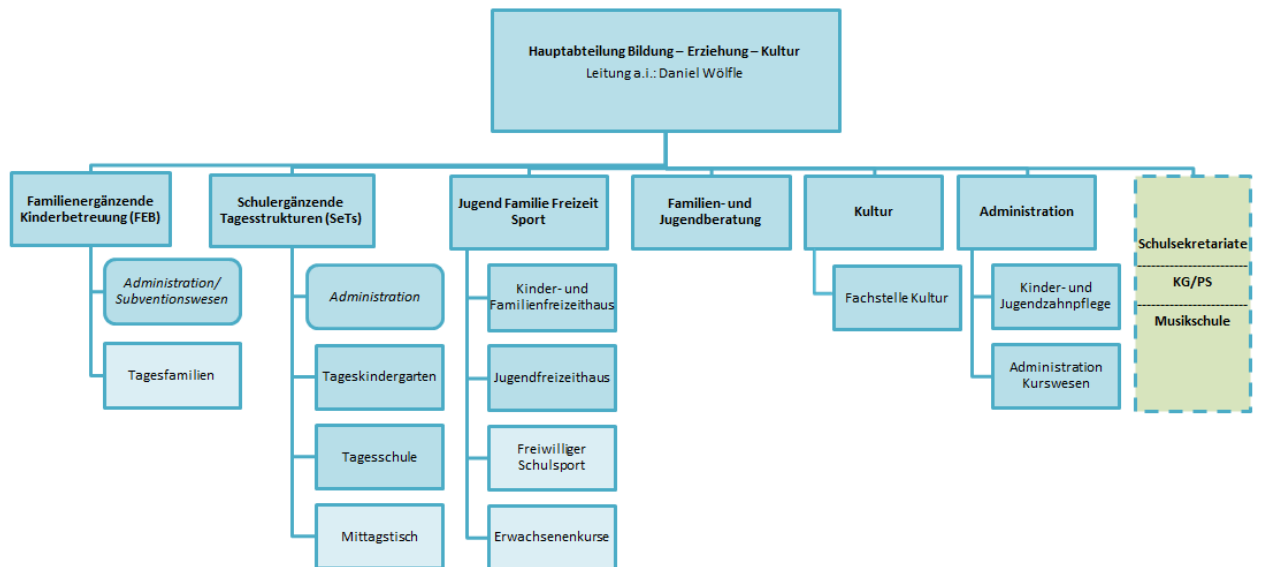 Hauptabteilung Bildung – Erziehung – Kultur
Leitung a.i.: Daniel Wölfle
Familienergänzende
Kinderbetreuung (FEB)
Administration/
Subventionswesen
Tagesfamilien
Schulergänzende
Tagesstrukturen (SeTs)
Administration
Tageskindergarten
Tagesschule
Mittagstisch
Jugend Familie Freizeit
Sport
Kinder- und
Familienfreizeithaus
Jugendfreizeithaus
Freiwilliger
Schulsport
Erwachsenenkurse
Familien- und
Jugendberatung
Kultur
Fachstelle Kultur
Administration
Kinder- und
Jugendzahnpflege
Administration
Kurswesen
Schulsekretariate
KG/PS
Musikschule